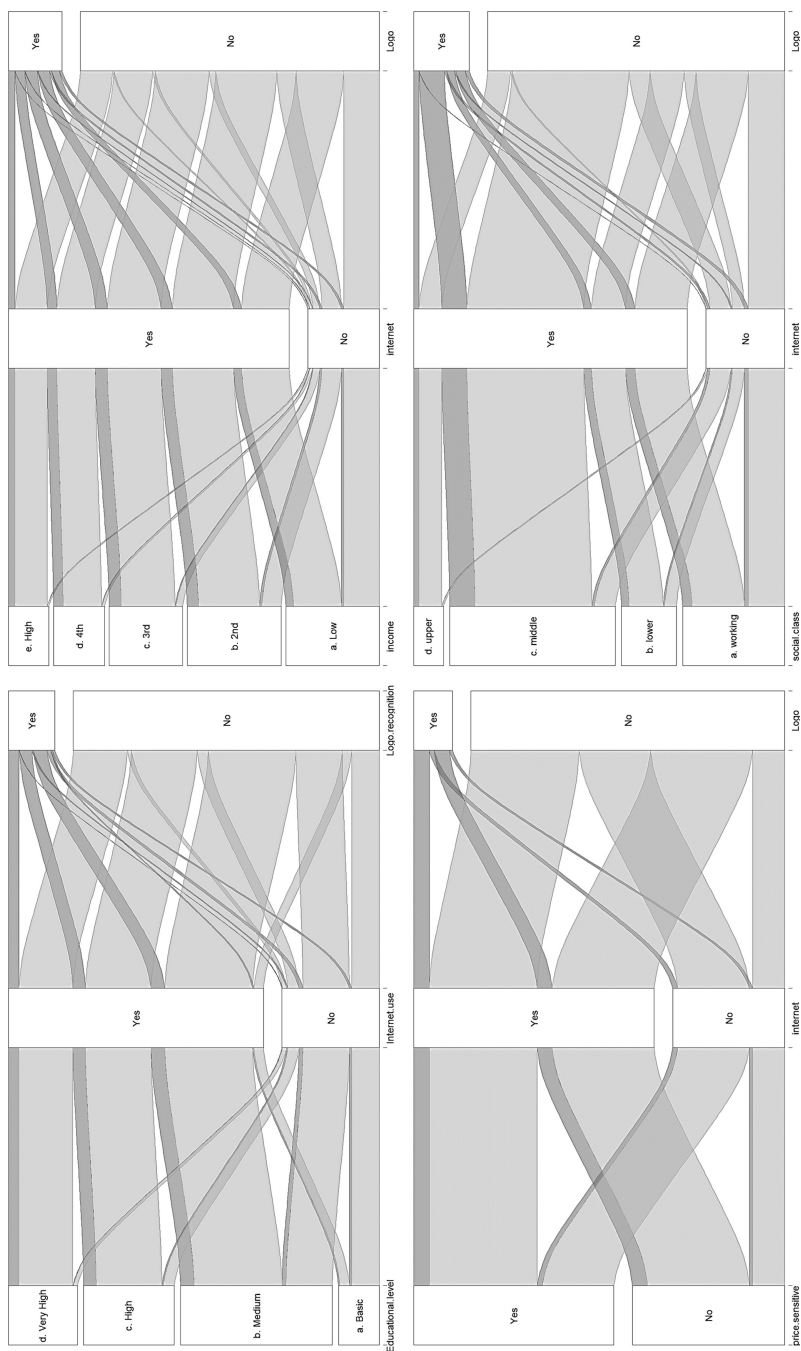 d. Very High
c. High
b. Medium
a. Basic
Educational.level
Yes
No
Internet.use
Yes
No
Logo.recognition
e. High
d. 4th
c. 3rd
b. 2nd
a. Low
income
Yes
No
internet
Yes
No
Logo
Yes
No
price.sensitive
Yes
No
internet
Yes
No
Logo
d. upper
c. middle
b. lower
a. working
social.class
Yes
No
internet
Yes
No
Logo